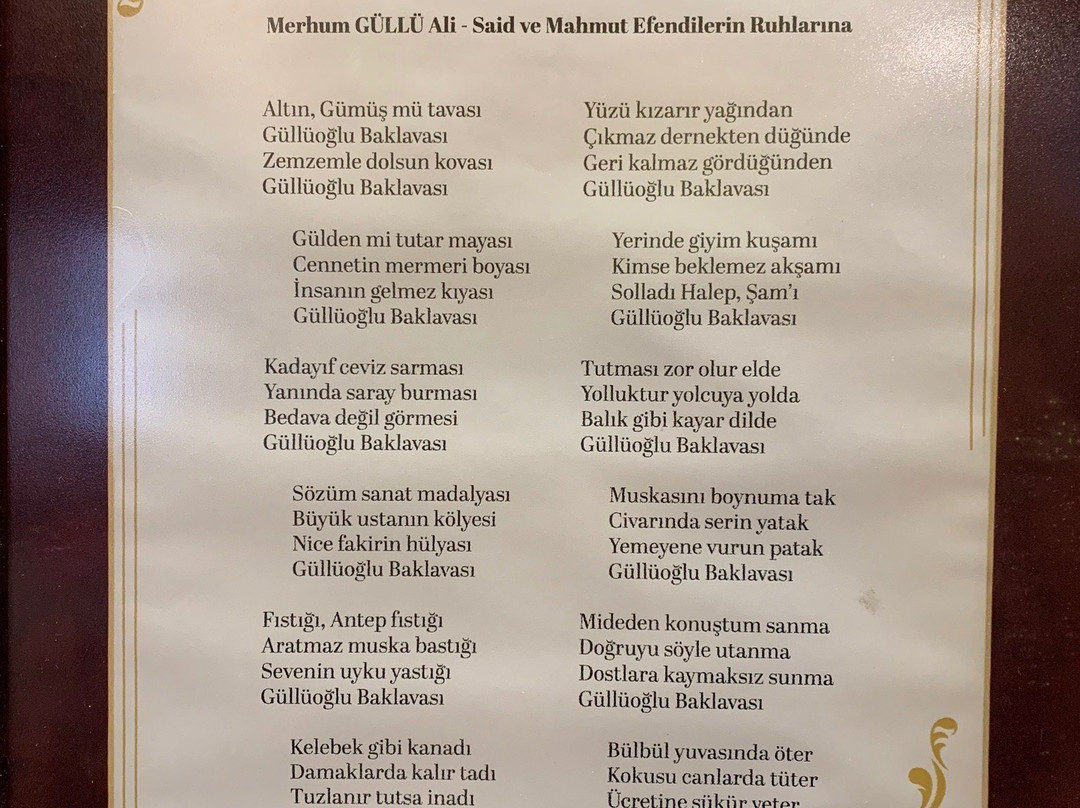 Merhum GÜLLÜ Ali - Said ve Mahmut Efendilerin Ruhlarına
Altın, Gümüş mü tavası
Güllüoğlu Baklavası
Zemzemle dolsun kovası
Güllüoğlu Baklavası
Gülden mi tutar mayası
Cennetin mermeri boyası
İnsanın gelmez kıyası
Güllüoğlu Baklavası
Kadayıf ceviz sarması
Yanında saray burması
Bedava değil görmesi
Güllüoğlu Baklavası
Sözüm sanat madalyası
Büyük ustanın kölyesi
Nice fakirin hülyası
Güllüoğlu Baklavası
Fıstığı, Antep fıstığı
Aratmaz muska bastığı
Sevenin uyku yastığı
Güllüoğlu Baklavası
Kelebek gibi kanadı
Damaklarda kalır tadı
Tuzlanır tutsa inadı
Yüzü kızarır yağından
Çıkmaz dernekten düğünde
Geri kalmaz gördüğünden
Güllüoğlu Baklavası
Yerinde giyim kuşamı
Kimse beklemez akşamı
Solladı Halep, Şam'ı
Güllüoğlu Baklavası
Tutması zor olur elde
Yolluktur yolcuya yolda
Balık gibi kayar dilde
Güllüoğlu Baklavası
Muskasını boynuma tak
Civarında serin yatak
Yemeyene vurun patak
Güllüoğlu Baklavası
Mideden konuştum sanma
Doğruyu söyle utanma
Dostlara kaymaksız sunma
Güllüoğlu Baklavası
Bülbül yuvasında öter
Kokusu canlarda tüter
Ücretine şükür yeter